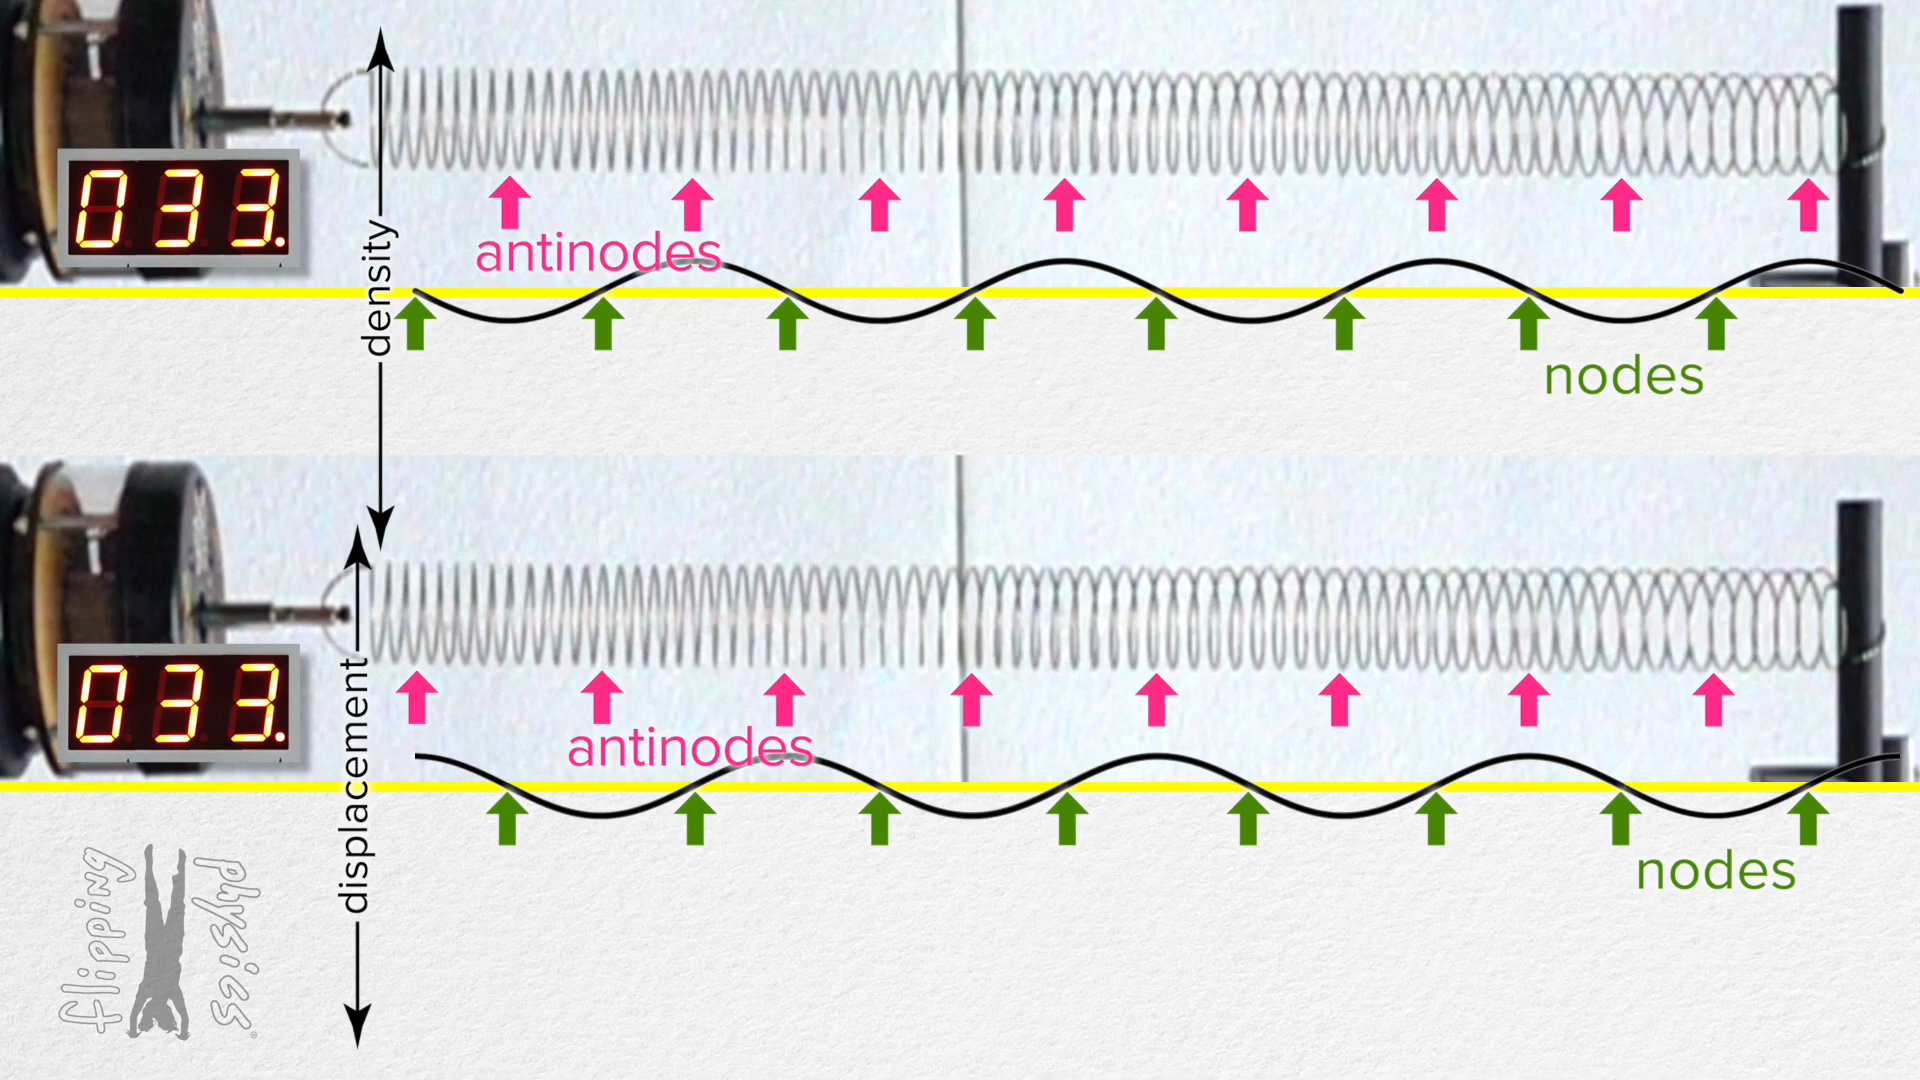 033.
density
antinodes
nodes
033.
displacement
antinodes
nodes
flipping
physics